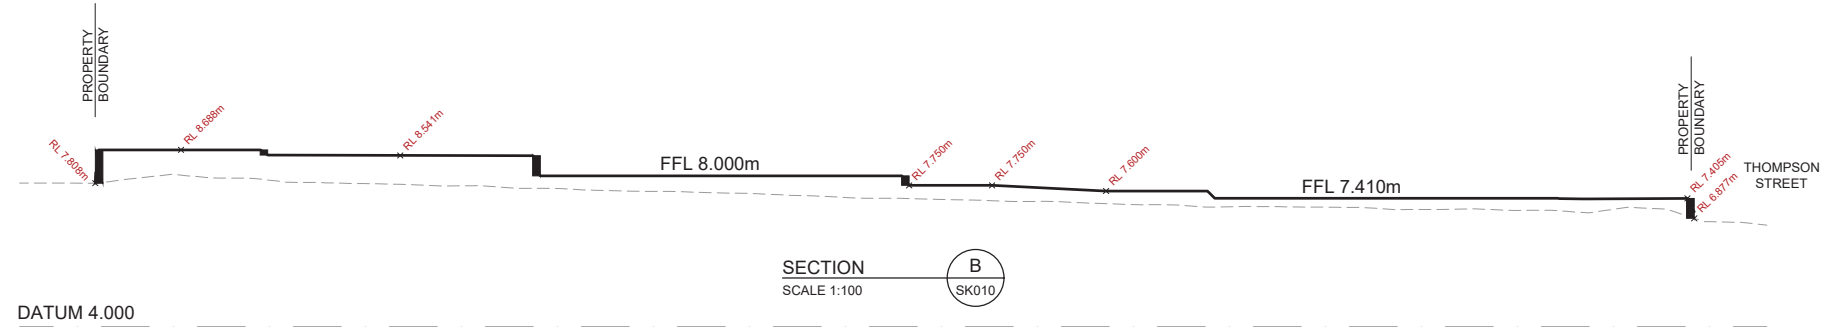 PROPERTY
BOUNDARY
RL 7.808m
RL 8.688m
RL 8.541m
FFL 8.000m
RL 7.750m
RL 7.750m
RL 7.600m
FFL 7.410m
PROPERTY
BOUNDARY
RL 7.405m
RL 6.877m
THOMPSON
STREET
SECTION
SCALE 1:100
B
SK010
DATUM 4.000